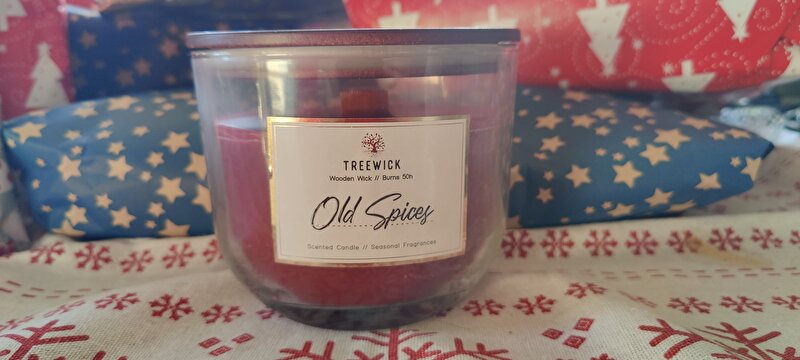 TREEWICK
Wooden Wick // Burns 50h
Old Spices
Scented Candle // Seasonal Fragrances